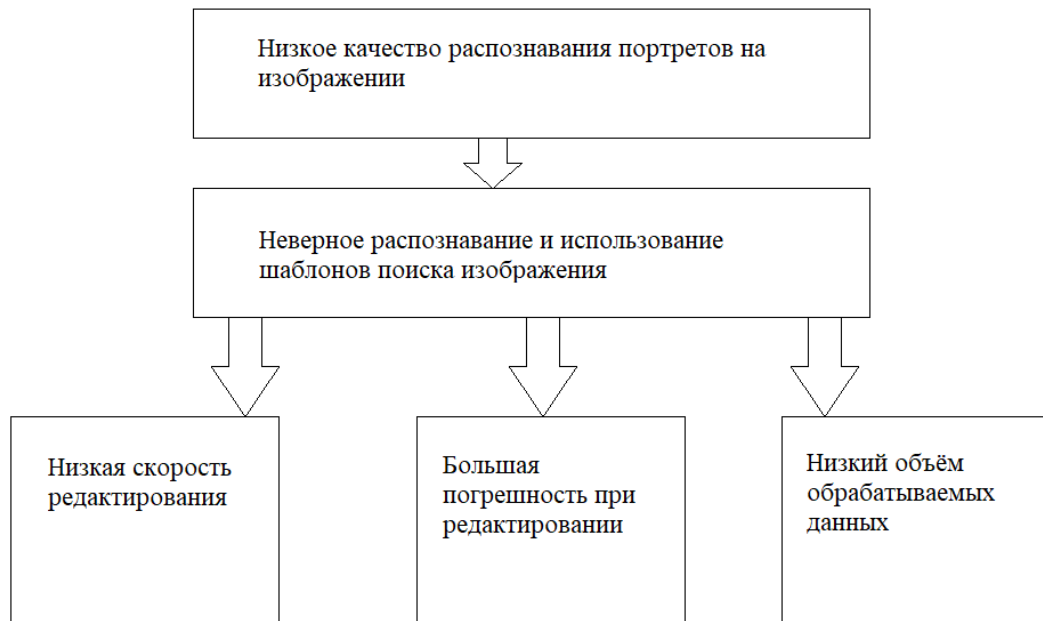 Низкое качество распознавания портретов на
изображении
Неверное распознавание и использование
шаблонов поиска изображения
Низкая скорость
редактирования
Большая
погрешность при
редактировании
Низкий объём
обрабатываемых
данных